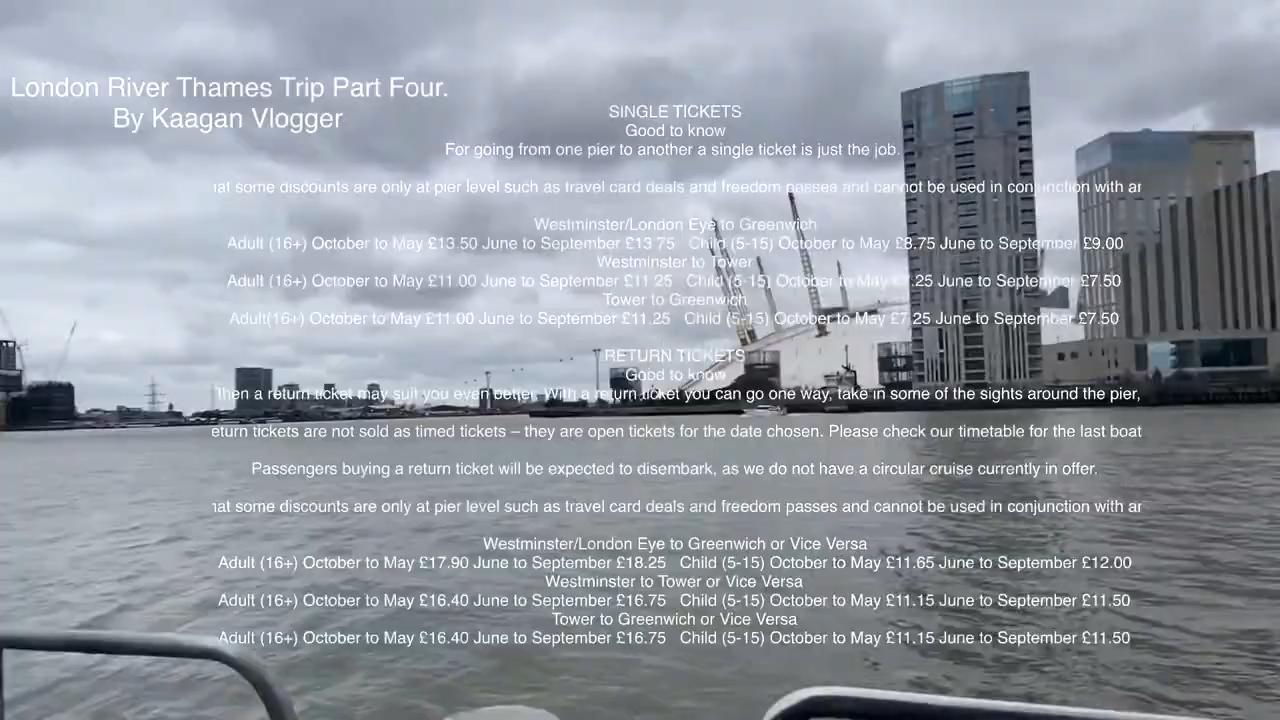 London River Thames Trip Part Four.
By Kaagan Vlogger
SINGLE TICKETS
Good to know
For going from one pier to another a single ticket is just the job.
at some discounts are only at pier level such as travel card deals and freedom passes and cannot be used in conjunction with
Westminster/London Eye to Greenwich
Adult (16+) October to May £13.50 June to September £13.75 Child (5-15) October to May £8.75 June to September £9.00
Westminster to Tower
Adult (16+) October to May £11.00 June to September £11.25 Child (5-15) October to May £7.25 June to September £7.50
Tower to Greenwich
Adult(16+) October to May £11.00 June to September £11.25 Child (5-15) October to May £7.25 June to September £7.50
RETURN TICKETS
Good to know
Then a return ticket may suit you even better. With a return ticket you can go one way, take in some of the sights around the pier,
eturn tickets are not sold as timed tickets – they are open tickets for the date chosen. Please check our timetable for the last boat
Passengers buying a return ticket will be expected to disembark, as we do not have a circular cruise currently in offer.
at some discounts are only at pier level such as travel card deals and freedom passes and cannot be used in conjunction with
Westminster/London Eye to Greenwich or Vice Versa
Adult (16+) October to May £17.90 June to September £18.25 Child (5-15) October to May £11.65 June to September £12.00
Westminster to Tower or Vice Versa
Adult (16+) October to May £16.40 June to September £16.75 Child (5-15) October to May £11.15 June to September £11.50
Tower to Greenwich or Vice Versa
Adult (16+) October to May £16.40 June to September £16.75 Child (5-15) October to May £11.15 June to September £11.50